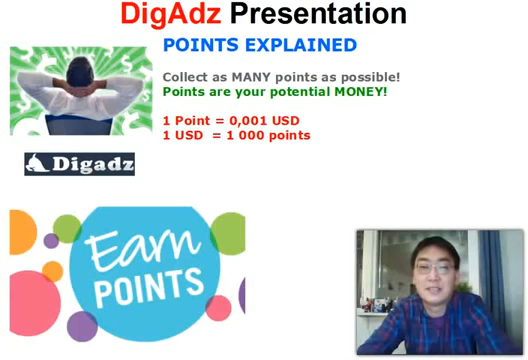 DigAdz Presentation
POINTS EXPLAINED
Collect as MANY points as possible!
Points are your potential MONEY!
1 Point = 0,001 USD
1 USD = 1 000 points
Digadz
Earn
POINTS